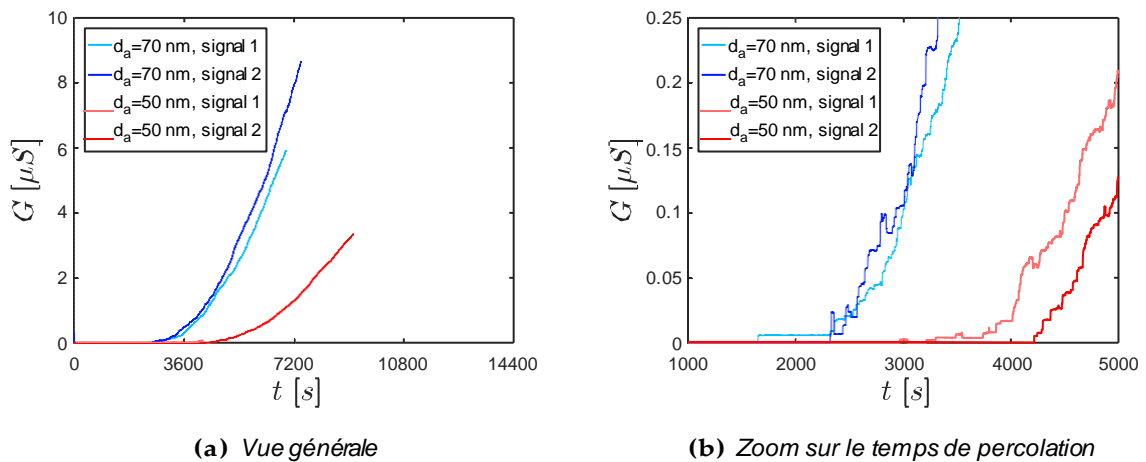 10
8
6
4
2
0
G [μS]
d_a=70 nm, signal 1
d_a=70 nm, signal 2
d_a=50 nm, signal 1
d_a=50 nm, signal 2
0 3600 7200 10800 14400
t [s]
(a) Vue générale
0.25
0.2
0.15
0.1
0.05
0
G [μS]
d_a=70 nm, signal 1
d_a=70 nm, signal 2
d_a=50 nm, signal 1
d_a=50 nm, signal 2
1000 2000 3000 4000 5000
t [s]
(b) Zoom sur le temps de percolation